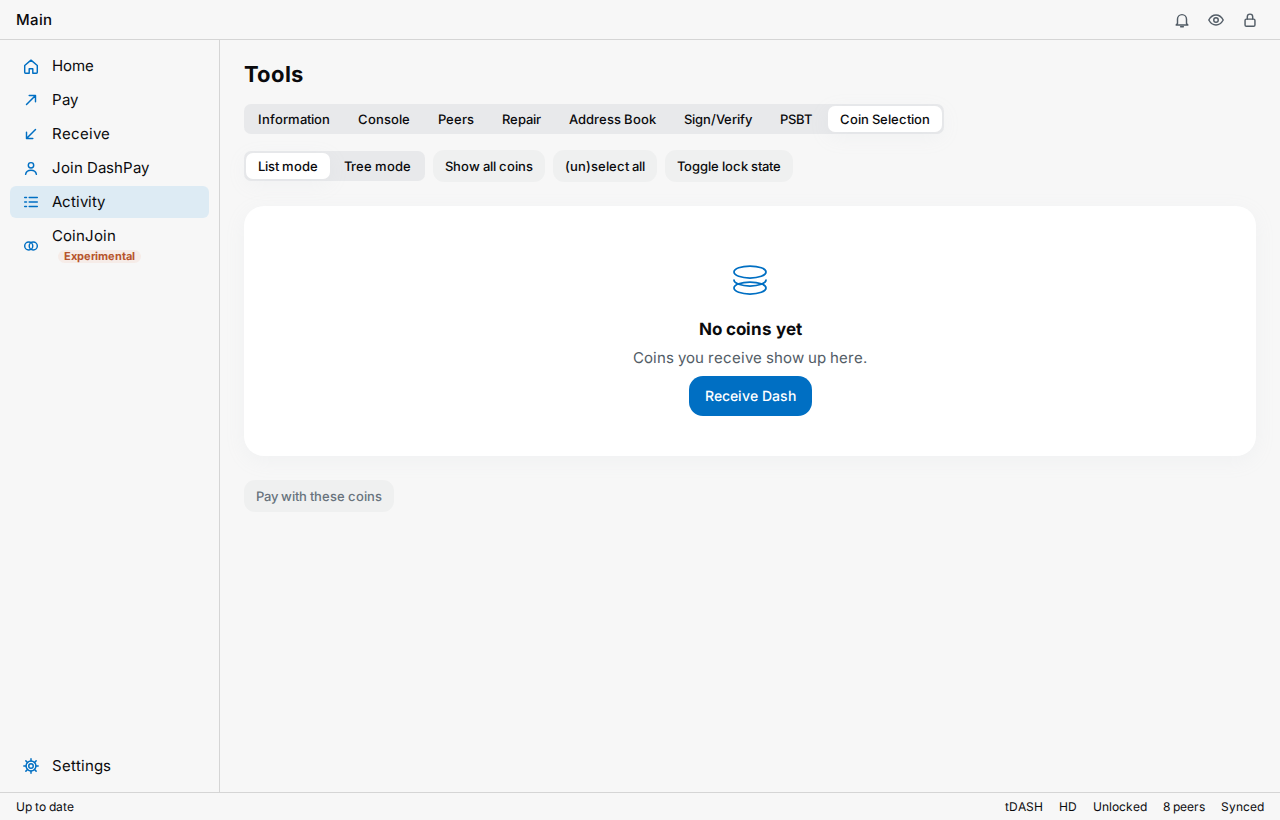 Main
Home
Pay
Receive
Join DashPay
Activity
CoinJoin
Experimental
Settings
Tools
Information Console Peers Repair Address Book Sign/Verify PSBT Coin Selection
List mode Tree mode Show all coins (un)select all Toggle lock state
No coins yet
Coins you receive show up here.
Receive Dash
Pay with these coins
Up to date tDASH HD Unlocked 8 peers Synced